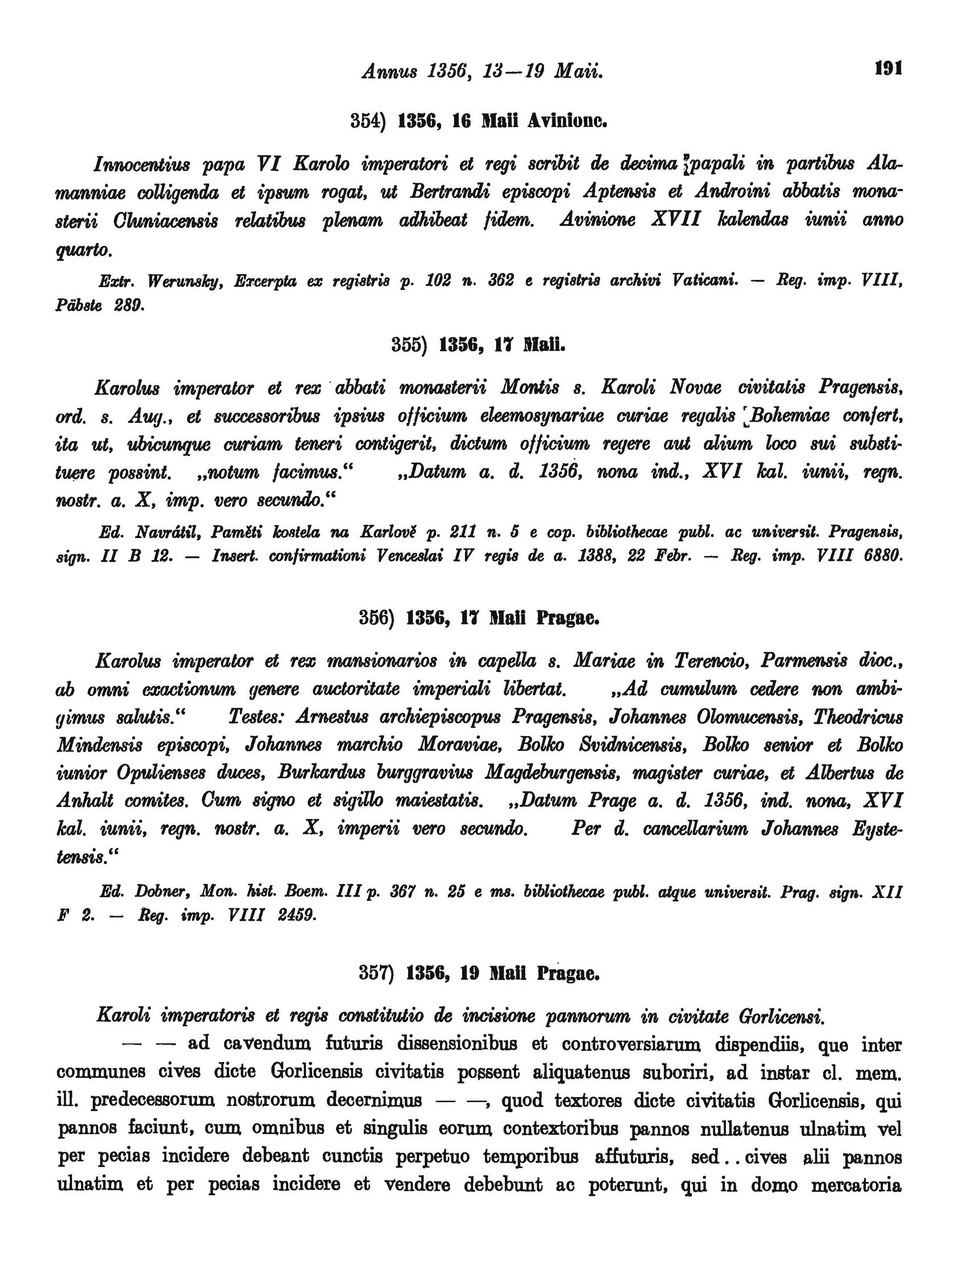 Annus 1356, 13—19 Maii. 191
354) 1356, 16 Maii Avinione.
Innocentius papa VI Karolo imperatori et regi scribit de decima papali in partibus Ala-
manniae colligenda et ipsum rogat, ut Bertrandi episcopi Aptensis et Androini abbatis mona-
sterii Cluniacensis relatibus plenam adhibeat fidem. Avinione XVII kalendas iunii anno
quarto.
Extr. Werunsky, Excerpta ex registris p. 102 n. 362 e registris archivi Vaticani. — Reg. imp. VIII,
Päbste 289.
355) 1356, 17 Maii.
Karolus imperator et rex abbati monasterii Montis s. Karoli Novae civitatis Pragensis,
ord. s. Aug., et successoribus ipsius officium eleemosynariae curiae regalis Bohemiae confert,
ita ut, ubicunque curiam teneri contigerit, dictum officium regere aut alium loco sui substi-
tuere possint. „notum facimus.“ „Datum a. d. 1356, nona ind., XVI kal. iunii, regn.
nostr. a. X, imp. vero secundo.“
Ed. Navrátil, Paměti kostela na Karlově p. 211 n. 5 e cop. bibliothecae publ. ac universit. Pragensis,
sign. II B 12. — Insert. confirmationi Venceslai IV regis de a. 1388, 22 Febr. — Reg. imp. VIII 6880.
356) 1356, 17 Maii Pragae.
Karolus imperator et rex mansionarios in capella s. Mariae in Terencio, Parmensis dioc.,
ab omni exactionum genere auctoritate imperiali libertat. „Ad cumulum cedere non ambi-
gimus salutis.“ Testes: Arnestus archiepiscopus Pragensis, Johannes Olomucensis, Theodricus
Mindensis episcopi, Johannes marchio Moraviae, Bolko Svidnicensis, Bolko senior et Bolko
iunior Opulienses duces, Burkardus burggravius Magdeburgensis, magister curiae, et Albertus de
Anhalt comites. Cum signo et sigillo maiestatis. „Datum Prage a. d. 1356, ind. nona, XVI
kal. iunii, regn. nostr. a. X, imperii vero secundo. Per d. cancellarium Johannes Eyste-
tensis.“
Ed. Dobner, Mon. hist. Boem. III p. 367 n. 25 e ms. bibliothecae publ. atque universit. Prag. sign. XII
F 2. — Reg. imp. VIII 2459.
357) 1356, 19 Maii Pragae.
Karoli imperatoris et regis constitutio de incisione pannorum in civitate Gorlicensi.
— — ad cavendum futuris dissensionibus et controversiarum dispendiis, que inter
communes cives dicte Gorlicensis civitatis possent aliquatenus suboriri, ad instar cl. mem.
ill. predecessorum nostrorum decernimus — —, quod textores dicte civitatis Gorlicensis, qui
pannos faciunt, cum omnibus et singulis eorum contextoribus pannos nullatenus ulnatim vel
per pecias incidere debeant cunctis perpetuo temporibus affuturis, sed . . cives alii pannos
ulnatim et per pecias incidere et vendere debebunt ac poterunt, qui in domo mercatoria